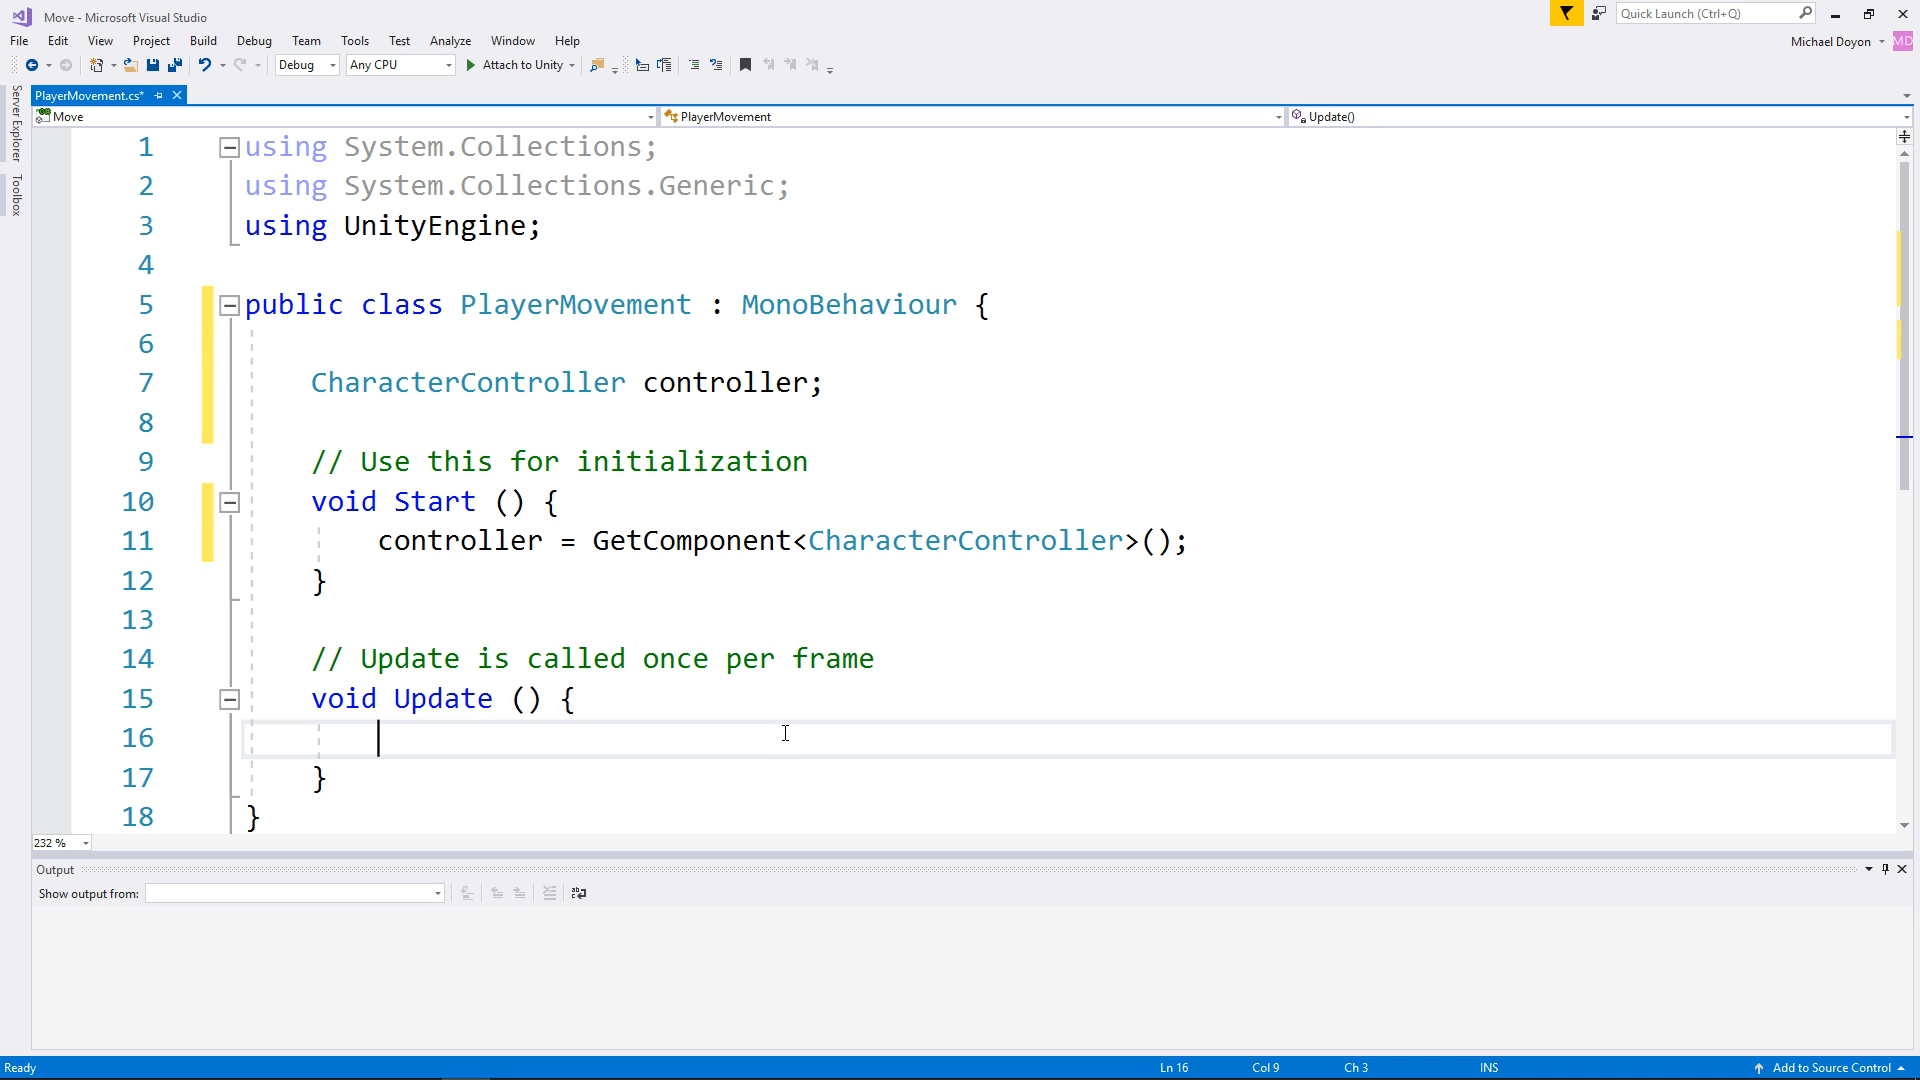 Move - Microsoft Visual Studio
Quick Launch (Ctrl+Q)
File Edit View Project Build Debug Team Tools Test Analyze Window Help
Michael Doyon MD
Debug Any CPU Attach to Unity
Server Explorer
Toolbox
PlayerMovement.cs*
Move PlayerMovement Update()
1 using System.Collections;
2 using System.Collections.Generic;
3 using UnityEngine;
4
5 public class PlayerMovement : MonoBehaviour {
6
7 CharacterController controller;
8
9 // Use this for initialization
10 void Start () {
11 controller = GetComponent<CharacterController>();
12 }
13
14 // Update is called once per frame
15 void Update () {
16
17 }
18 }
232 %
Output
Show output from:
Ready Ln 16 Col 9 Ch 3 INS Add to Source Control